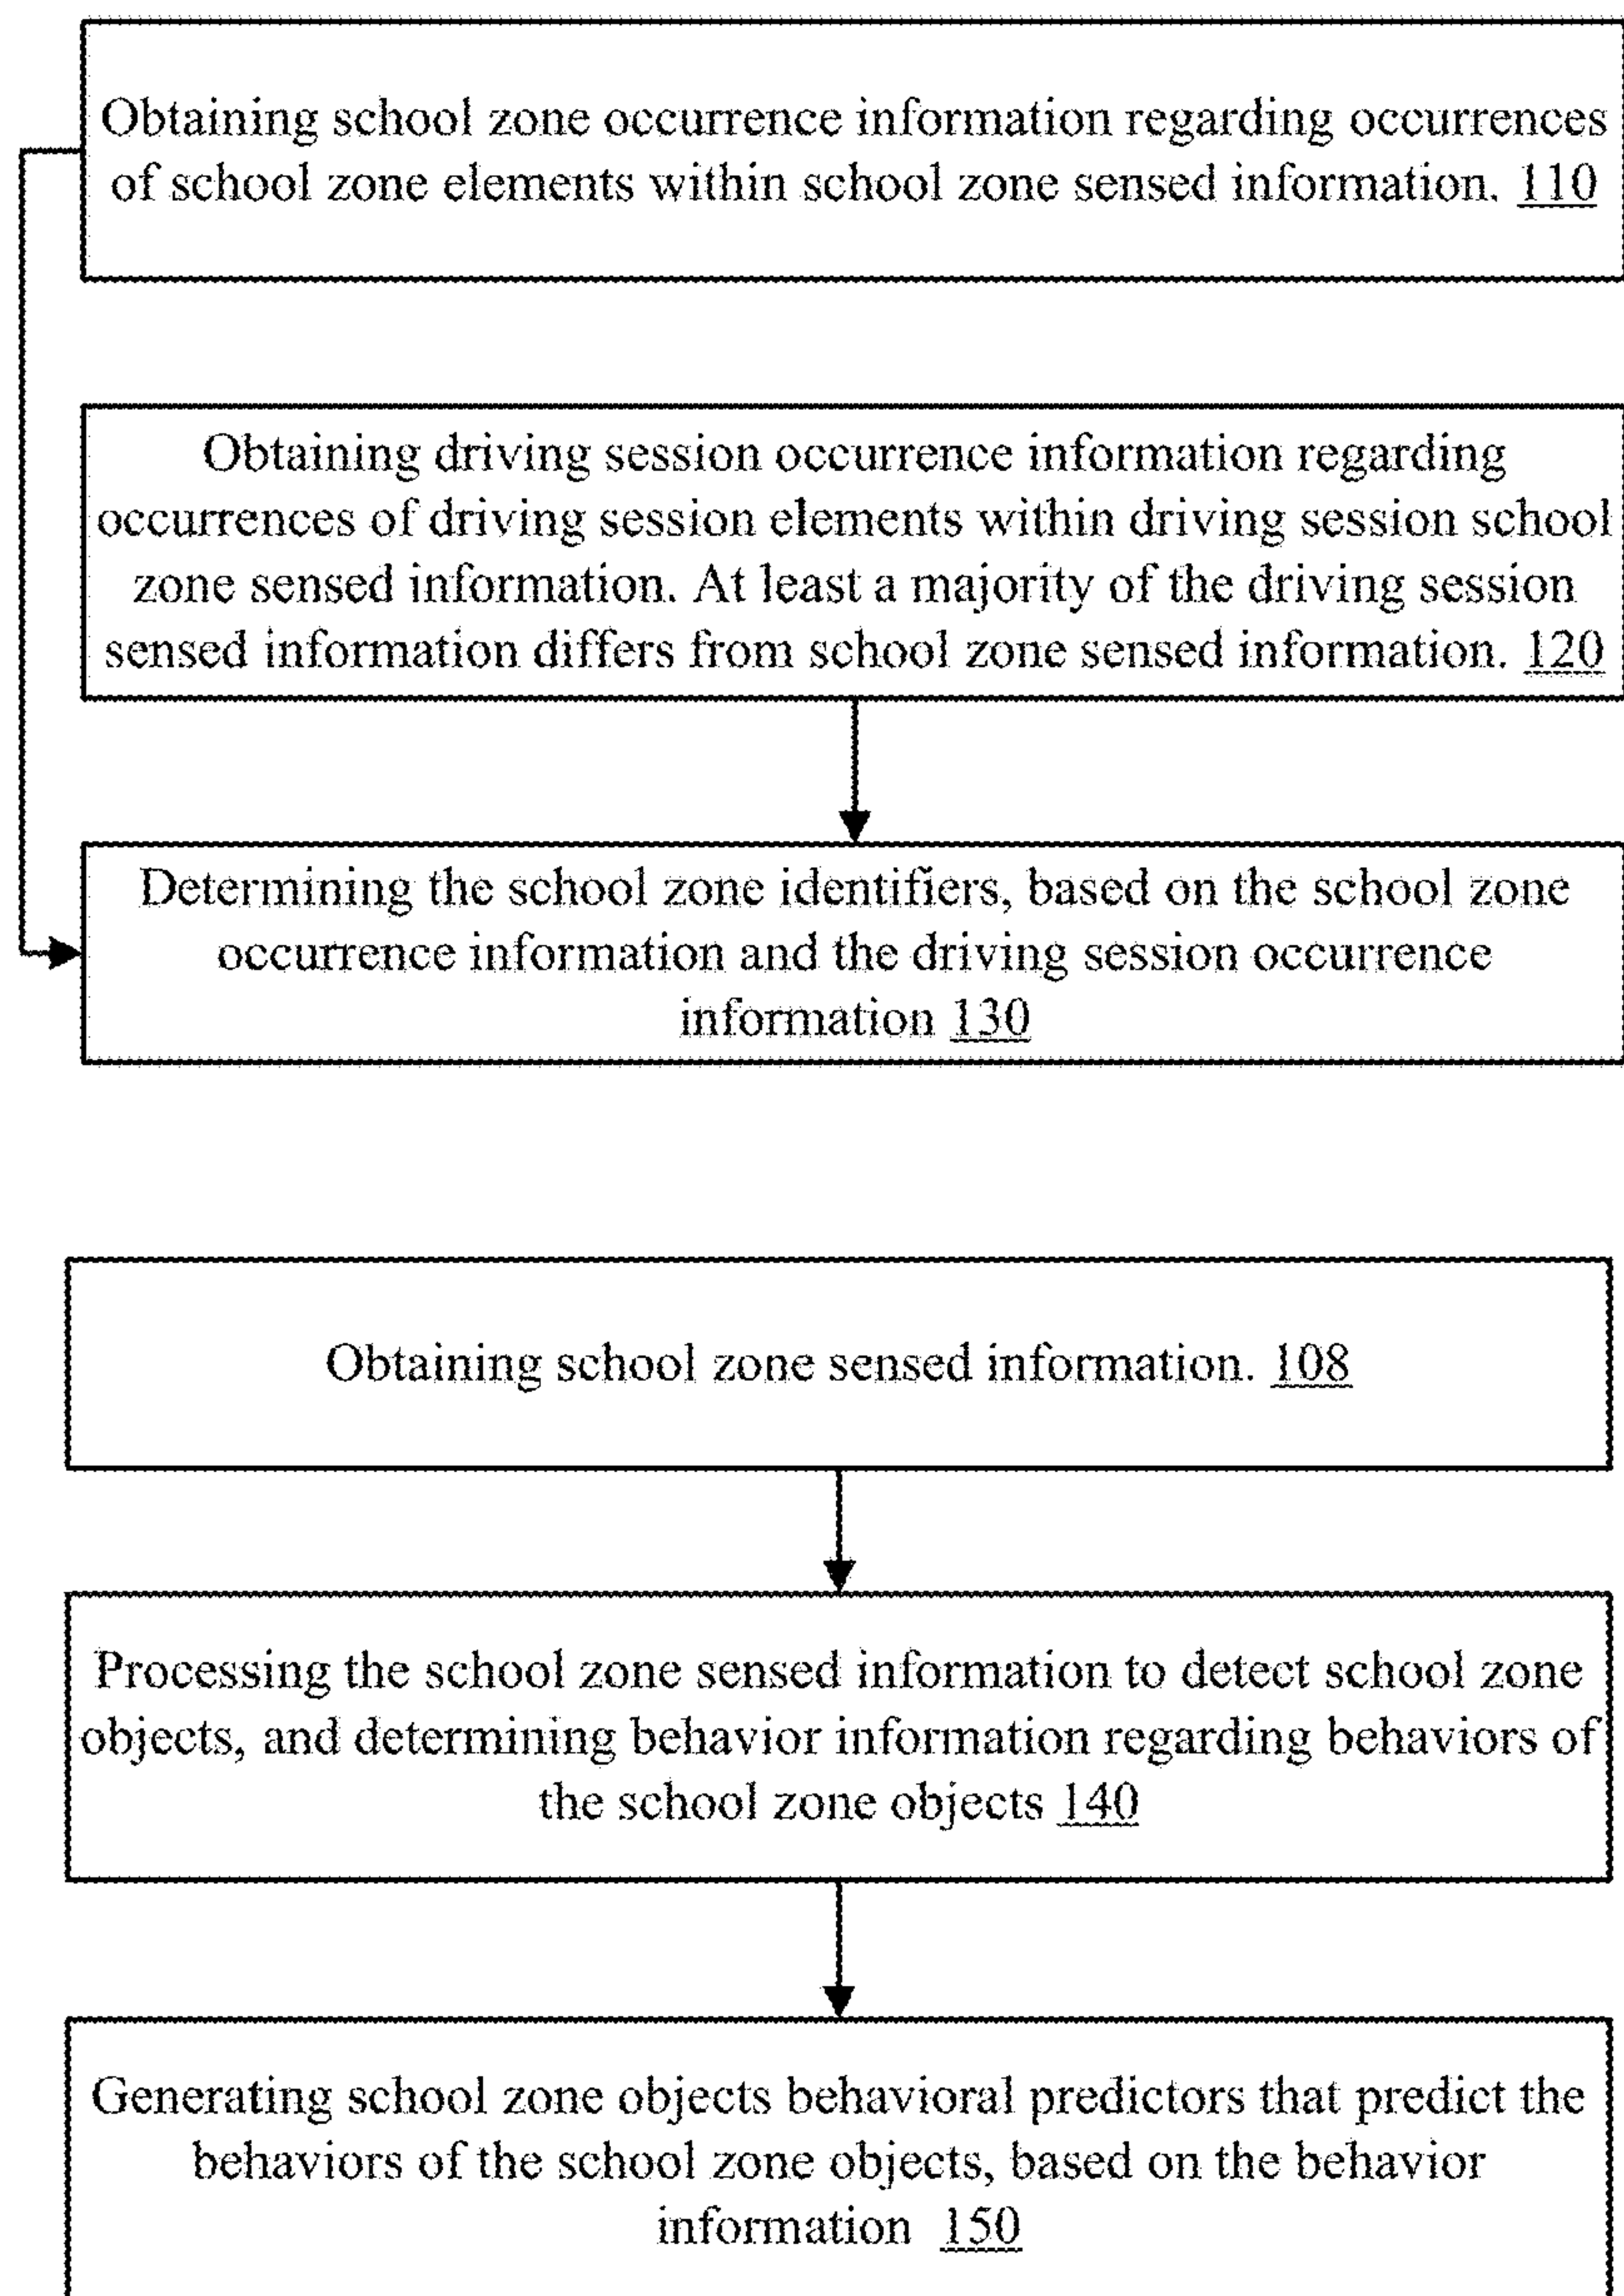 Obtaining school zone occurrence information regarding occurrences
of school zone elements within school zone sensed information. 110
Obtaining driving session occurrence information regarding
occurrences of driving session elements within driving session school
zone sensed information. At least a majority of the driving session
sensed information differs from school zone sensed information. 120
Determining the school zone identifiers, based on the school zone
occurrence information and the driving session occurrence
information 130
Obtaining school zone sensed information. 108
Processing the school zone sensed information to detect school zone
objects, and determining behavior information regarding behaviors of
the school zone objects 140
Generating school zone objects behavioral predictors that predict the
behaviors of the school zone objects, based on the behavior
information 150